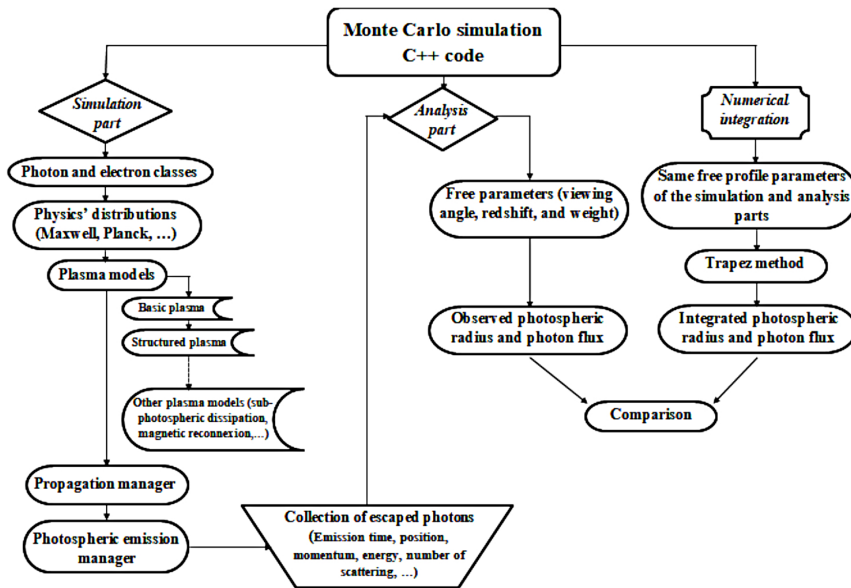 Monte Carlo simulation
C++ code
Simulation
part
Analysis
part
Numerical
integration
Photon and electron classes
Physics' distributions
(Maxwell, Planck, ...)
Plasma models
Basic plasma
Structured plasma
Other plasma models (sub-
photospheric dissipation,
magnetic reconnexion,...)
Propagation manager
Photospheric emission
manager
Collection of escaped photons
(Emission time, position,
momentum, energy, number of
scattering, ...)
Free parameters (viewing
angle, redshift, and weight)
Observed photospheric
radius and photon flux
Same free profile parameters
of the simulation and analysis
parts
Trapez method
Integrated photospheric
radius and photon flux
Comparison